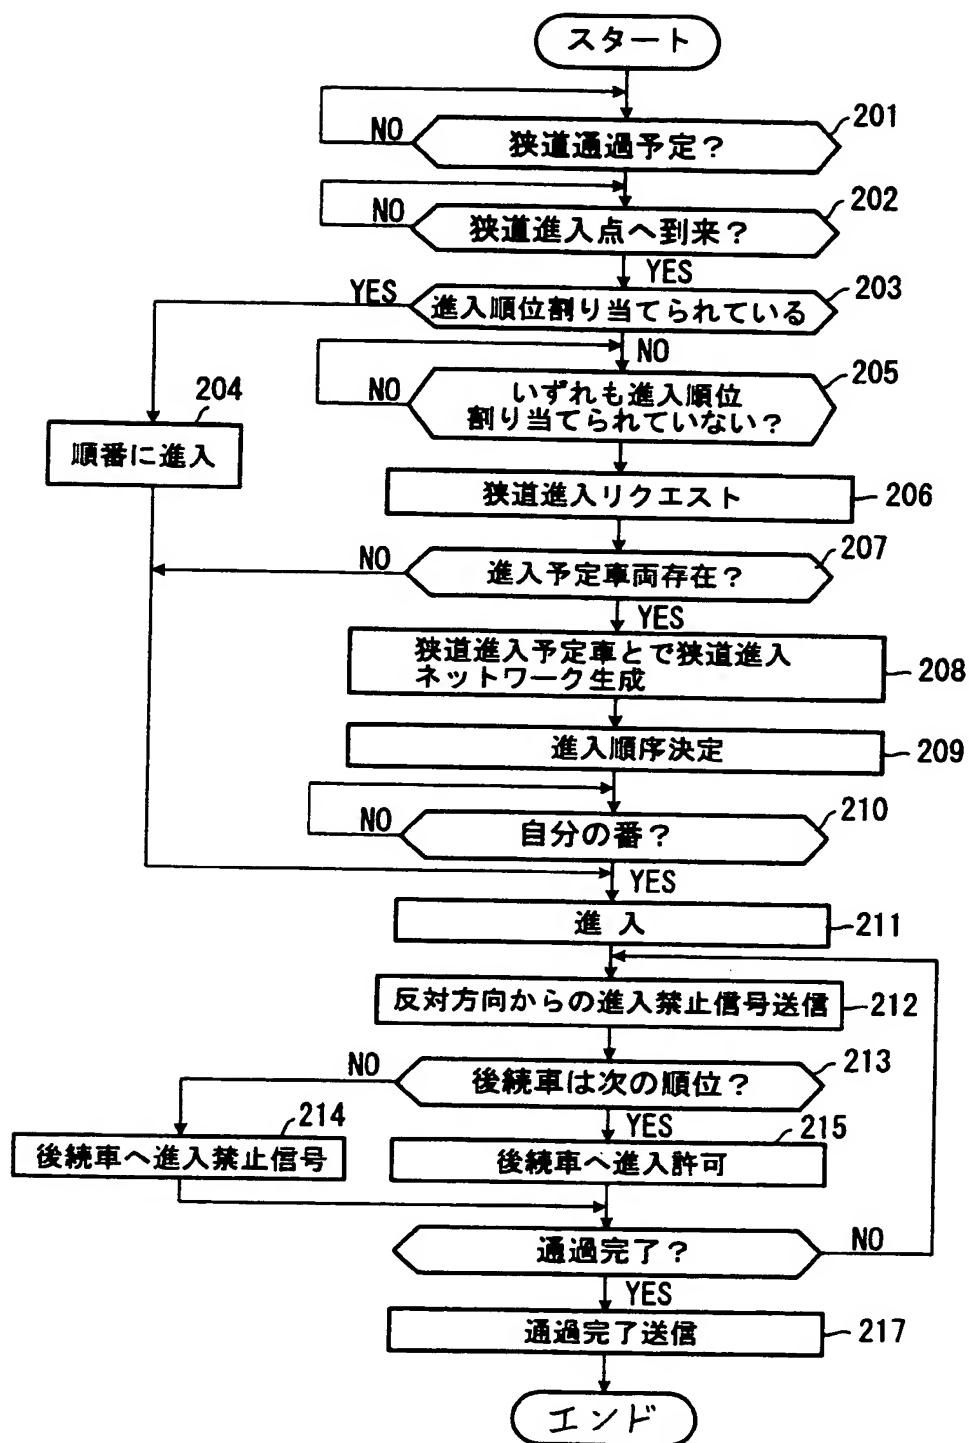 スタート
NO
狭道通過予定?
201
NO
狭道進入点へ到来?
202
YES
YES
進入順位割り当てられている
203
NO
NO
いずれも進入順位
割り当てられていない?
205
204
順番に進入
狭道進入リクエスト
206
NO
進入予定車両存在?
207
YES
狭道進入予定車とで狭道進入
ネットワーク生成
208
進入順序決定
209
NO
自分の番?
210
YES
進 入
211
反対方向からの進入禁止信号送信
212
NO
後続車は次の順位?
213
YES
214
後続車へ進入禁止信号
215
後続車へ進入許可
通過完了?
NO
YES
通過完了送信
217
エンド